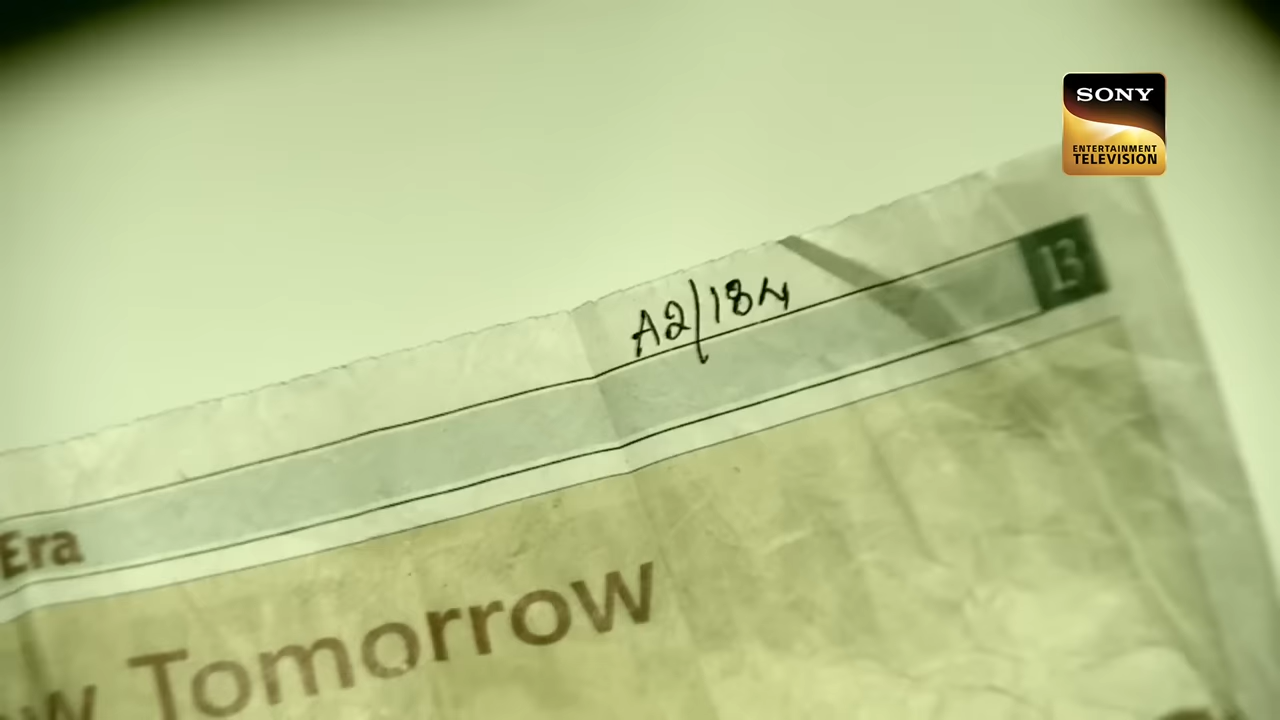 SONY
ENTERTAINMENT
TELEVISION
13
A2/184
Era
Tomorrow